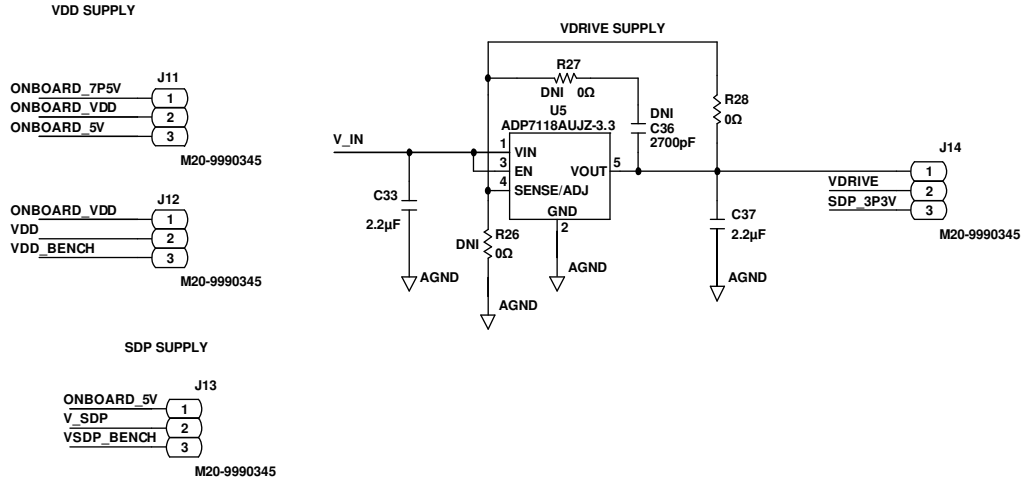 VDD SUPPLY
J11
ONBOARD_7P5V
1
ONBOARD_VDD
2
ONBOARD_5V
3
M20-9990345
J12
ONBOARD_VDD
1
VDD
2
VDD_BENCH
3
M20-9990345
SDP SUPPLY
J13
ONBOARD_5V
1
V_SDP
2
VSDP_BENCH
3
M20-9990345
VDRIVE SUPPLY
R27
DNI 0Ω
U5
ADP7118AUJZ-3.3
DNI
C36
2700pF
R28
0Ω
V_IN
1
VIN
3
EN
4
SENSE/ADJ
VOUT
5
GND
2
C33
2.2µF
AGND
DNI
R26
0Ω
AGND
AGND
C37
2.2µF
AGND
J14
1
VDRIVE
2
SDP_3P3V
3
M20-9990345